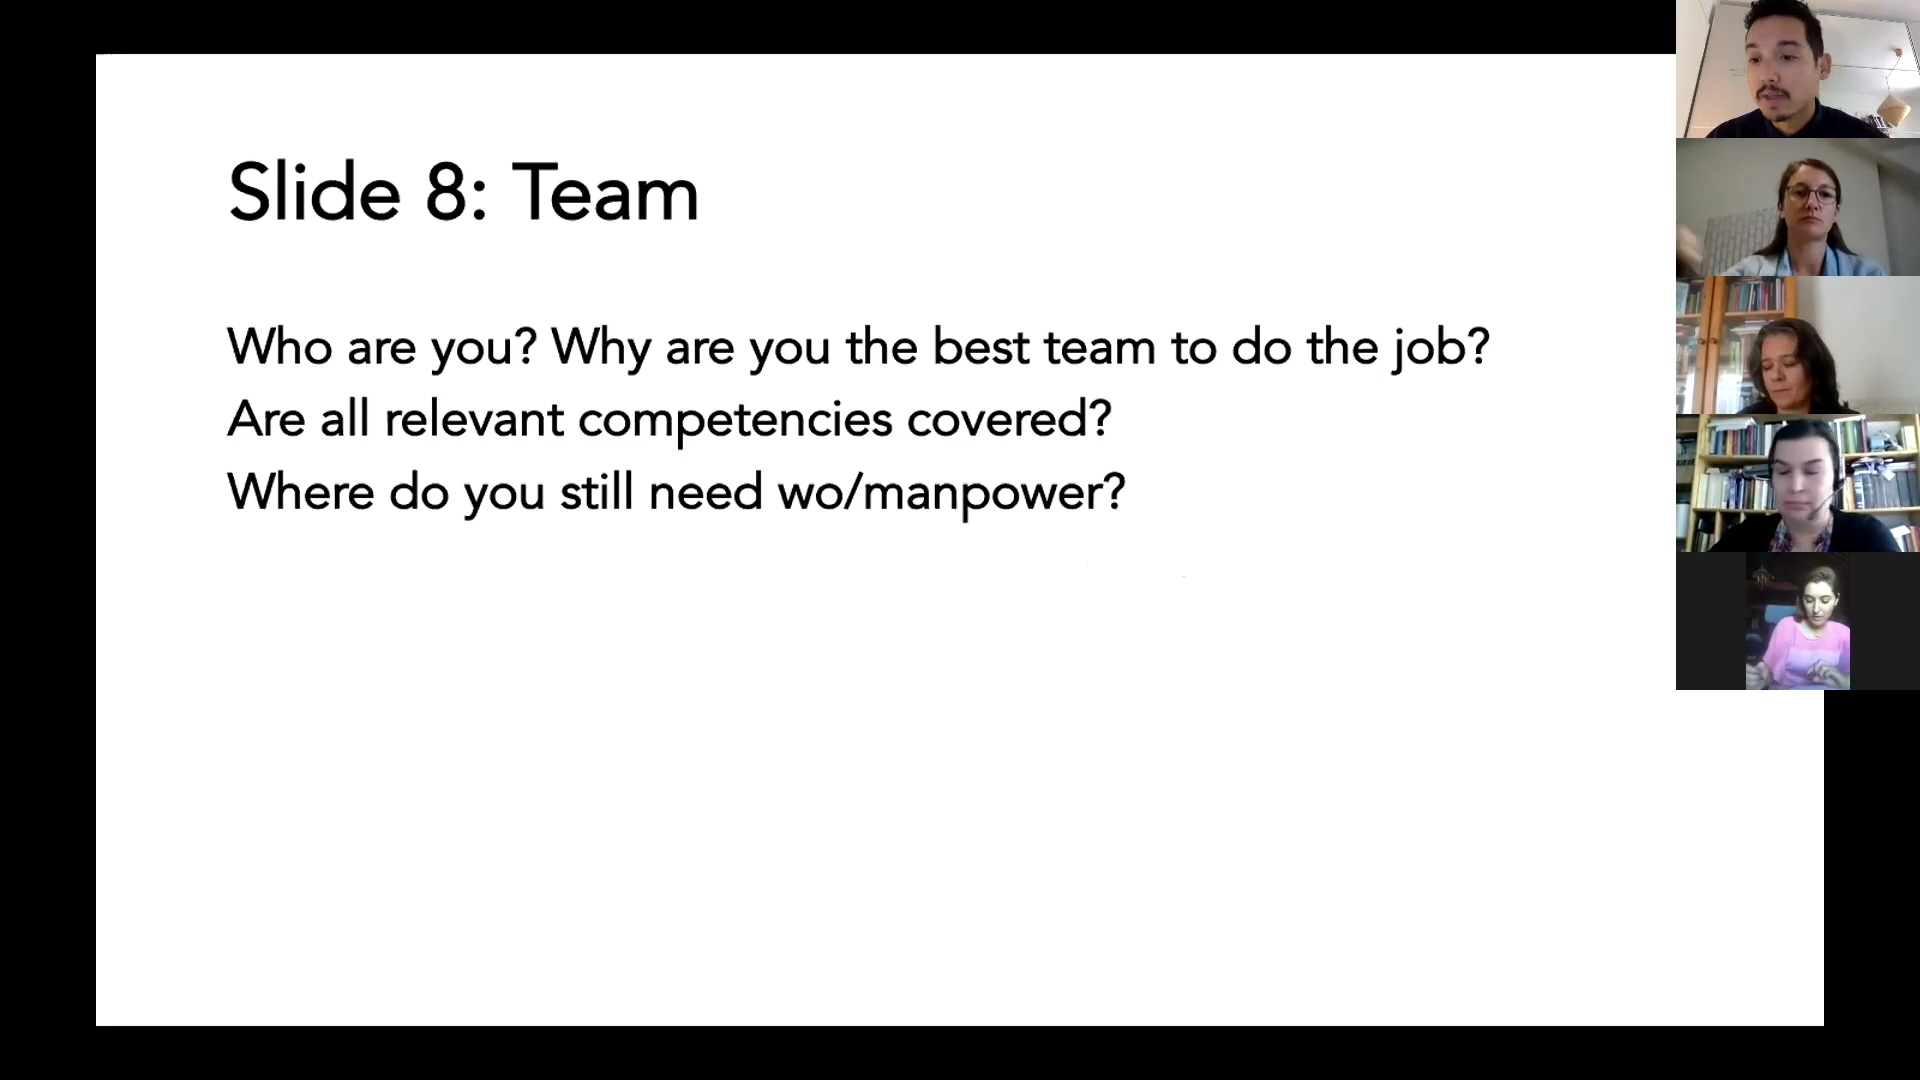 Slide 8: Team
Who are you? Why are you the best team to do the job?
Are all relevant competencies covered?
Where do you still need wo/manpower?